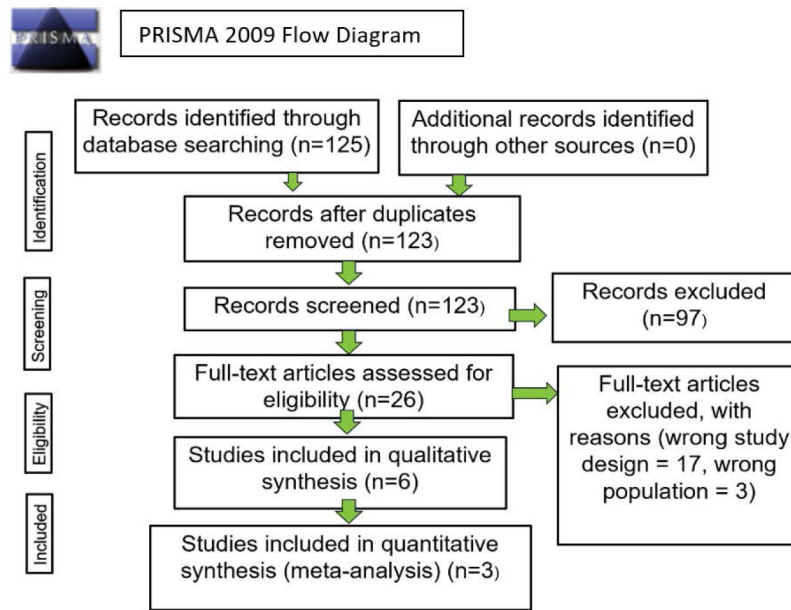 PRISMA
PRISMA 2009 Flow Diagram
Records identified through
database searching (n=125)
Additional records identified
through other sources (n=0)
Identification
Records after duplicates
removed (n=123)
Screening
Records screened (n=123)
Records excluded
(n=97)
Eligibility
Full-text articles assessed for
eligibility (n=26)
Full-text articles
excluded, with
reasons (wrong study
design = 17, wrong
population = 3)
Studies included in qualitative
synthesis (n=6)
Included
Studies included in quantitative
synthesis (meta-analysis) (n=3)